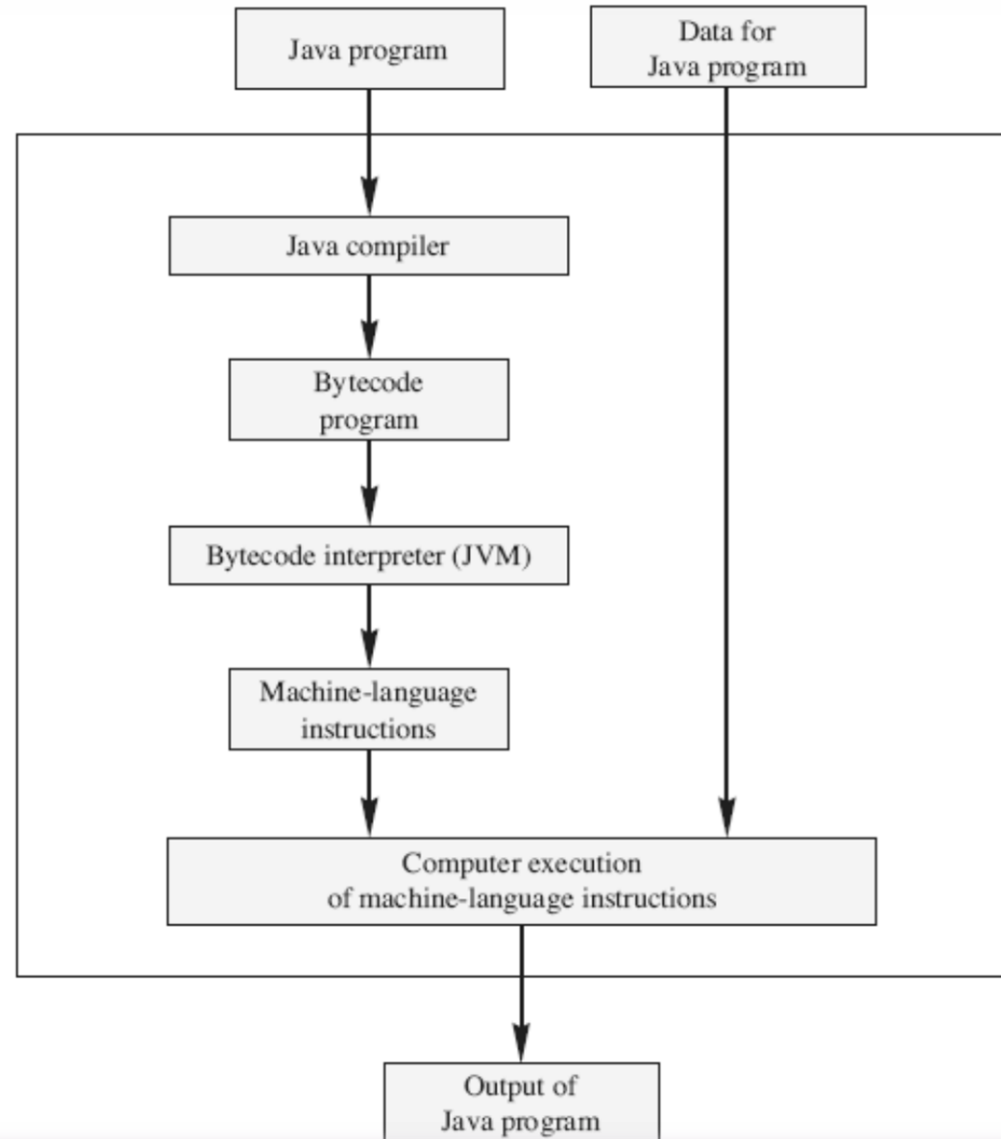 Java program
Data for
Java program
Java compiler
Bytecode
program
Bytecode interpreter (JVM)
Machine-language
instructions
Computer execution
of machine-language instructions
Output of
Java program